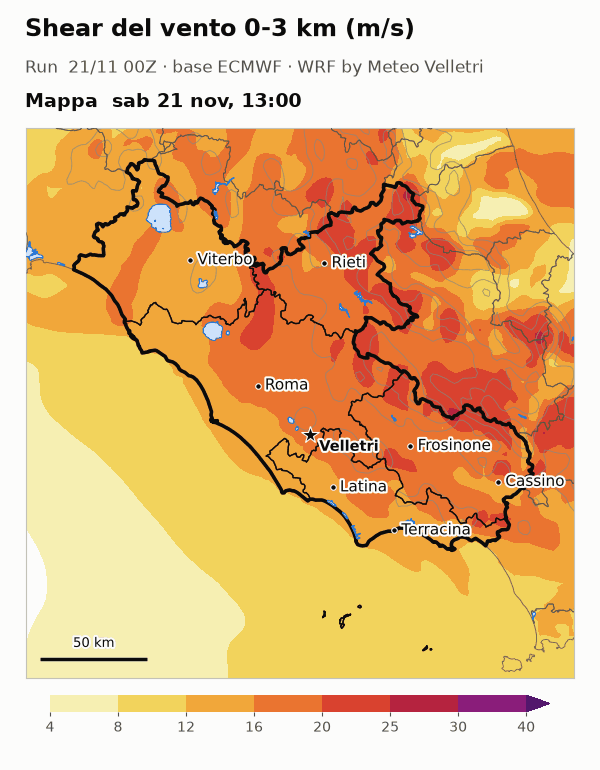 Shear del vento 0-3 km (m/s)
Run  21/11 00Z · base ECMWF · WRF by Meteo Velletri
Mappa  sab 21 nov, 13:00
Viterbo
Rieti
Roma
Velletri
Frosinone
Latina
Cassino
Terracina
50 km
4 8 12 16 20 25 30 40